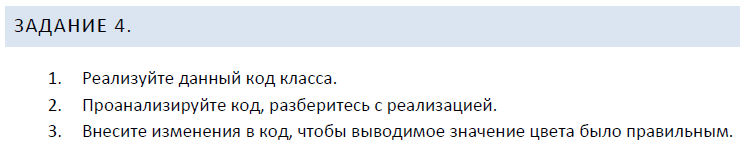 ЗАДАНИЕ 4.
1. Реализуйте данный код класса.
2. Проанализируйте код, разберитесь с реализацией.
3. Внесите изменения в код, чтобы выводимое значение цвета было правильным.